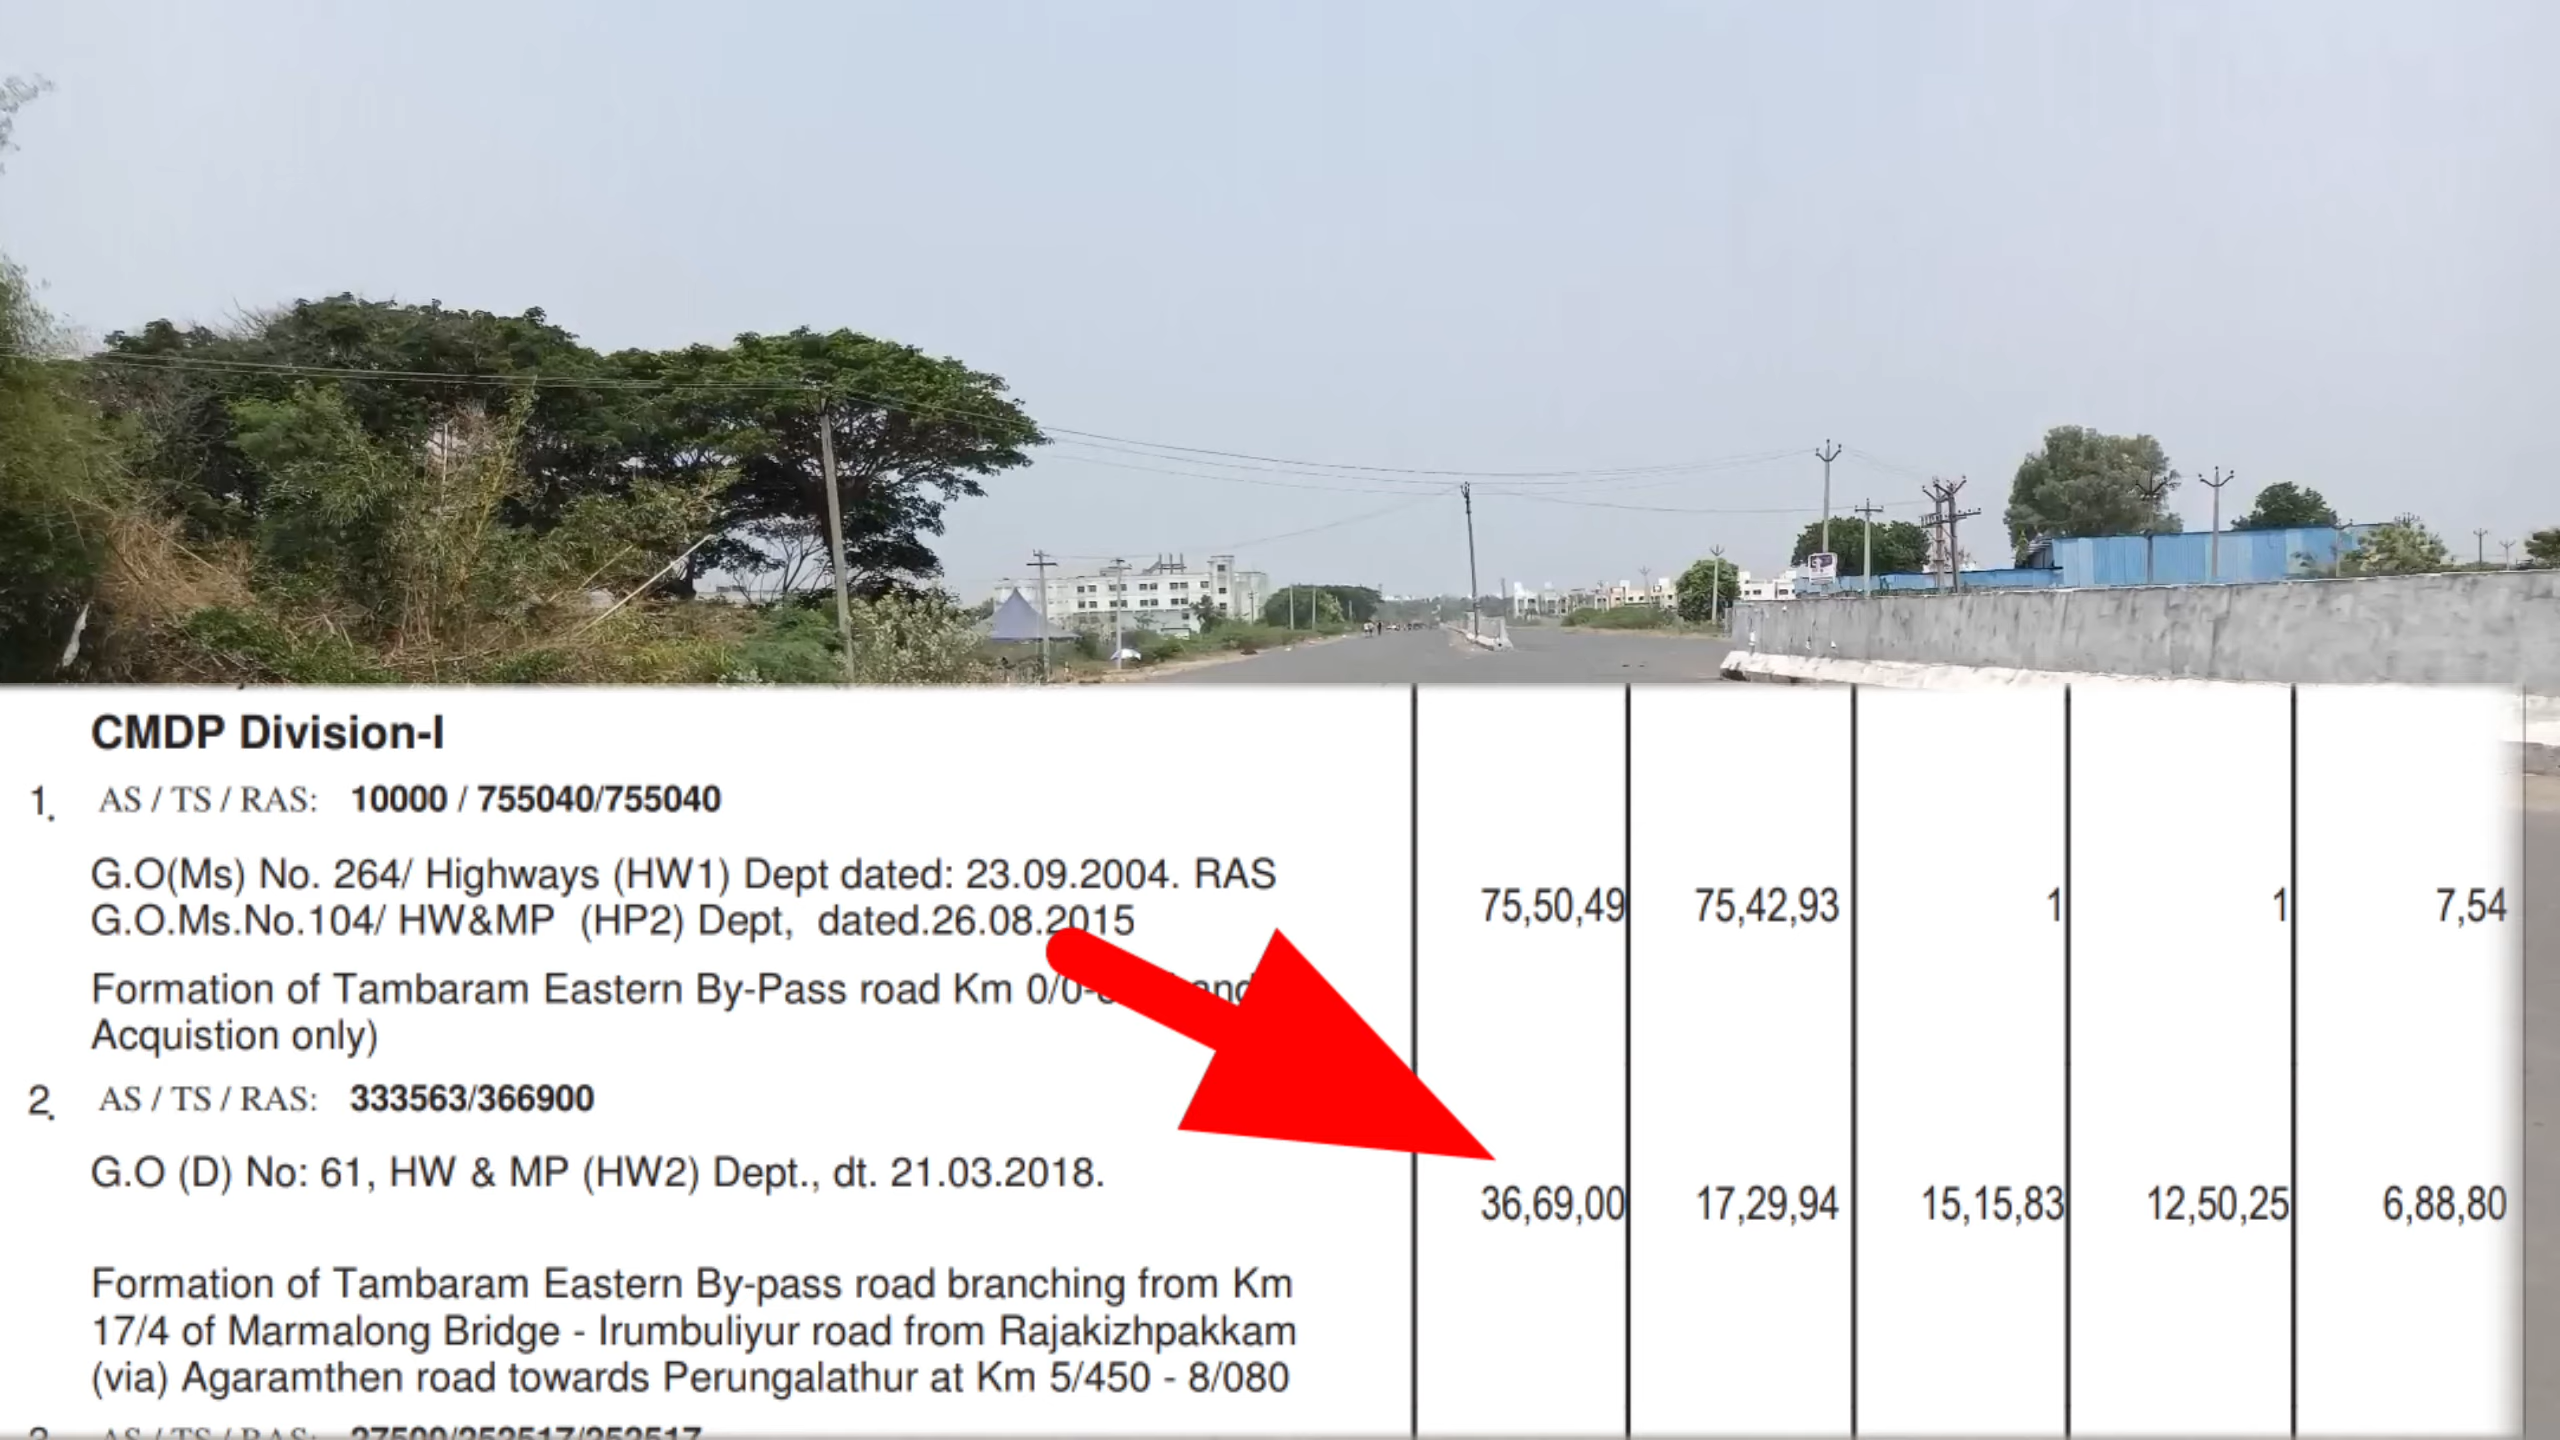 CMDP Division-I
1. AS / TS / RAS: 10000 / 755040/755040
G.O(Ms) No. 264/ Highways (HW1) Dept dated: 23.09.2004. RAS
G.O.Ms.No.104/ HW&MP (HP2) Dept, dated.26.08.2015
75,50,49 75,42,93 1 1 7,54
Formation of Tambaram Eastern By-Pass road Km
Acquistion only)
2. AS / TS / RAS: 333563/366900
G.O (D) No: 61, HW & MP (HW2) Dept., dt. 21.03.2018.
36,69,00 17,29,94 15,15,83 12,50,25 6,88,80
Formation of Tambaram Eastern By-pass road branching from Km
17/4 of Marmalong Bridge - Irumbuliyur road from Rajakizhpakkam
(via) Agaramthen road towards Perungalathur at Km 5/450 - 8/080